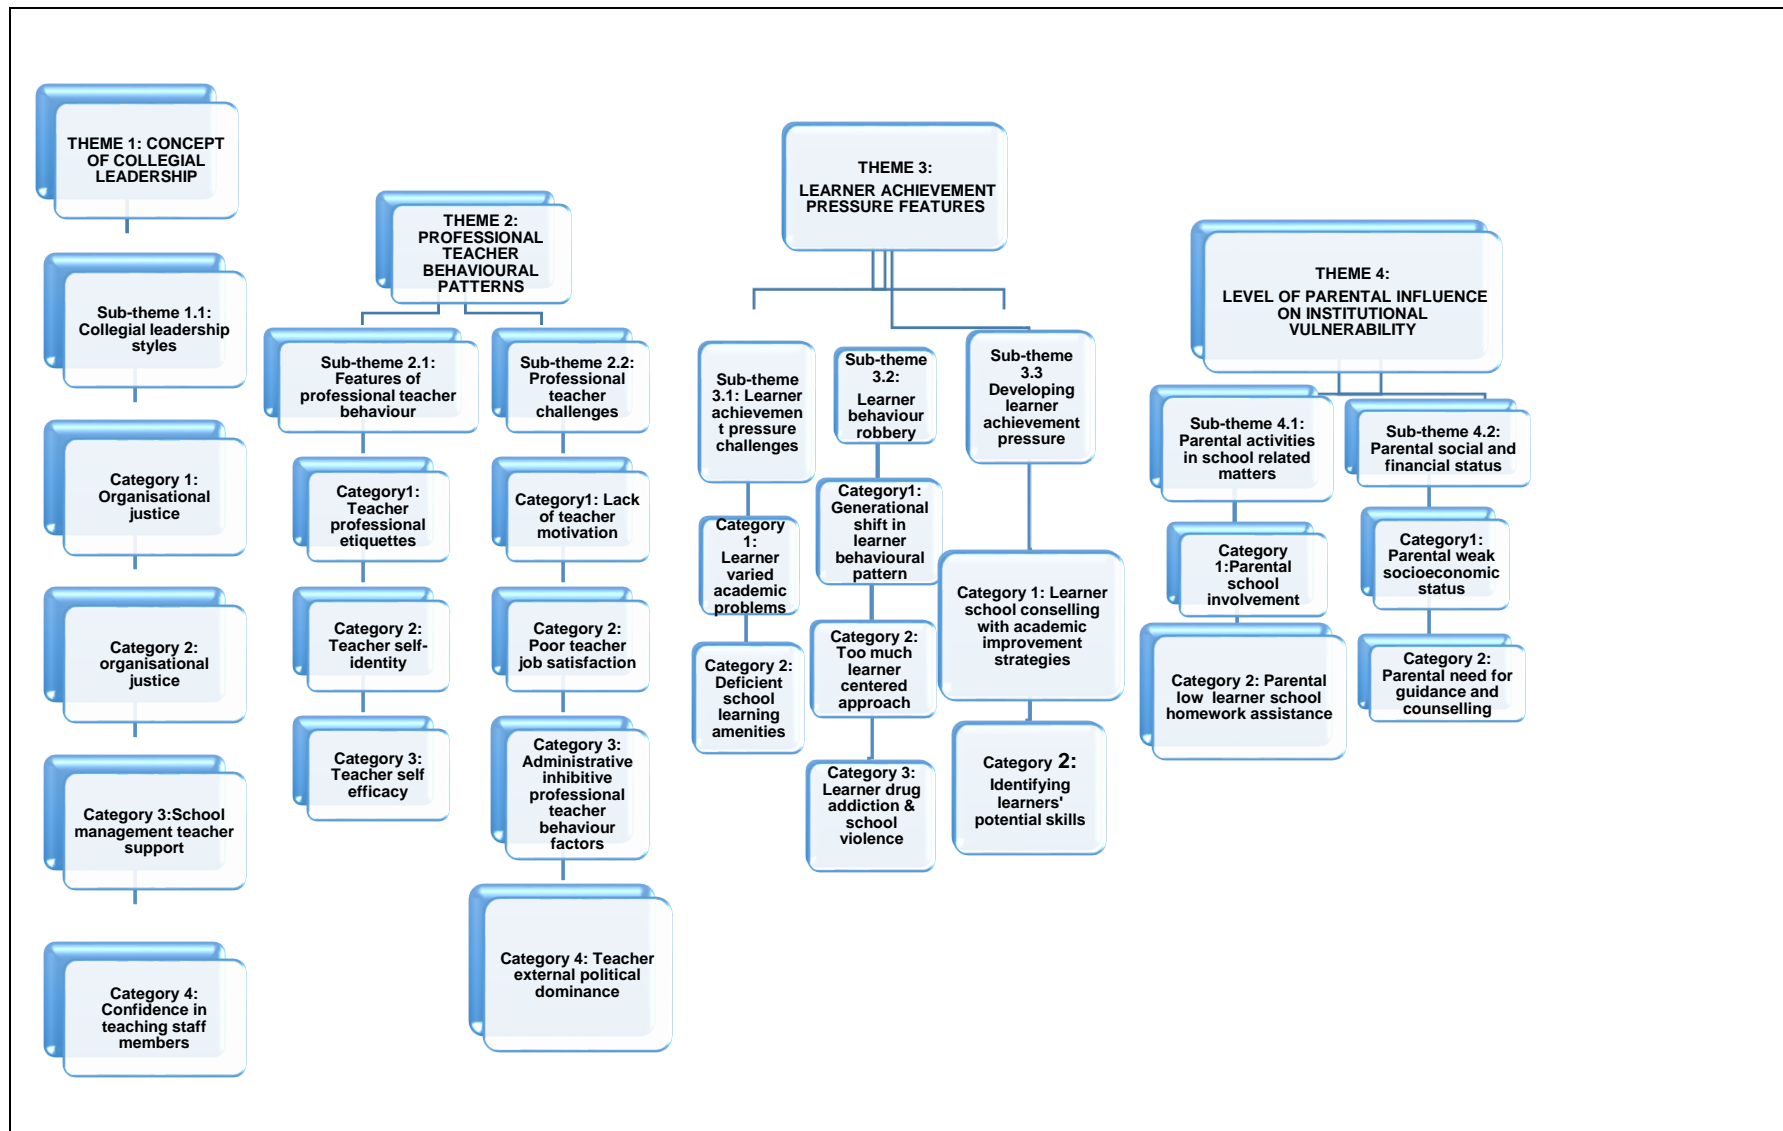 THEME 1: CONCEPT
OF COLLEGIAL
LEADERSHIP
Sub-theme 1.1:
Collegial leadership
styles
Category 1:
Organisational
justice
Category 2:
organisational
justice
Category 3:School
management teacher
support
Category 4:
Confidence in
teaching staff
members
THEME 2:
PROFESSIONAL
TEACHER
BEHAVIOURAL
PATTERNS
Sub-theme 2.1:
Features of
professional teacher
behaviour
Category1:
Teacher
professional
etiquettes
Category 2:
Teacher self-
identity
Category 3:
Teacher self
efficacy
Sub-theme 2.2:
Professional
teacher
challenges
Category1: Lack
of teacher
motivation
Category 2:
Poor teacher
job satisfaction
Category 3:
Administrative
inhibitive
professional
teacher
behaviour
factors
Category 4: Teacher
external political
dominance
THEME 3:
LEARNER ACHIEVEMENT
PRESSURE FEATURES
Sub-theme
3.1: Learner
achievemen
t pressure
challenges
Category
1:
Learner
varied
academic
problems
Category 2:
Deficient
school
learning
amenities
Sub-theme
3.2:
Learner
behaviour
robbery
Category1:
Generational
shift in
learner
behavioural
pattern
Category 2:
Too much
learner
centered
approach
Category 3:
Learner drug
addiction &
school
violence
Sub-theme
3.3
Developing
learner
achievement
pressure
Category 1: Learner
school conselling
with academic
improvement
strategies
Category 2:
Identifying
learners'
potential skills
THEME 4:
LEVEL OF PARENTAL INFLUENCE
ON INSTITUTIONAL
VULNERABILITY
Sub-theme 4.1:
Parental activities
in school related
matters
Category
1:Parental
school
involvement
Category 2: Parental
low learner school
homework assistance
Sub-theme 4.2:
Parental social and
financial status
Category1:
Parental weak
socioeconomic
status
Category 2:
Parental need for
guidance and
counselling